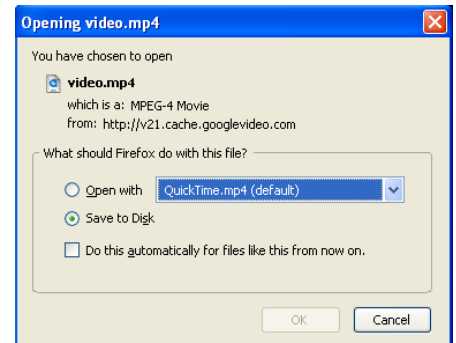 Opening video.mp4
You have chosen to open
video.mp4
which is a: MPEG-4 Movie
from: http://v21.cache.googlevideo.com
What should Firefox do with this file?
Open with QuickTime.mp4 (default)
Save to Disk
Do this automatically for files like this from now on.
OK Cancel